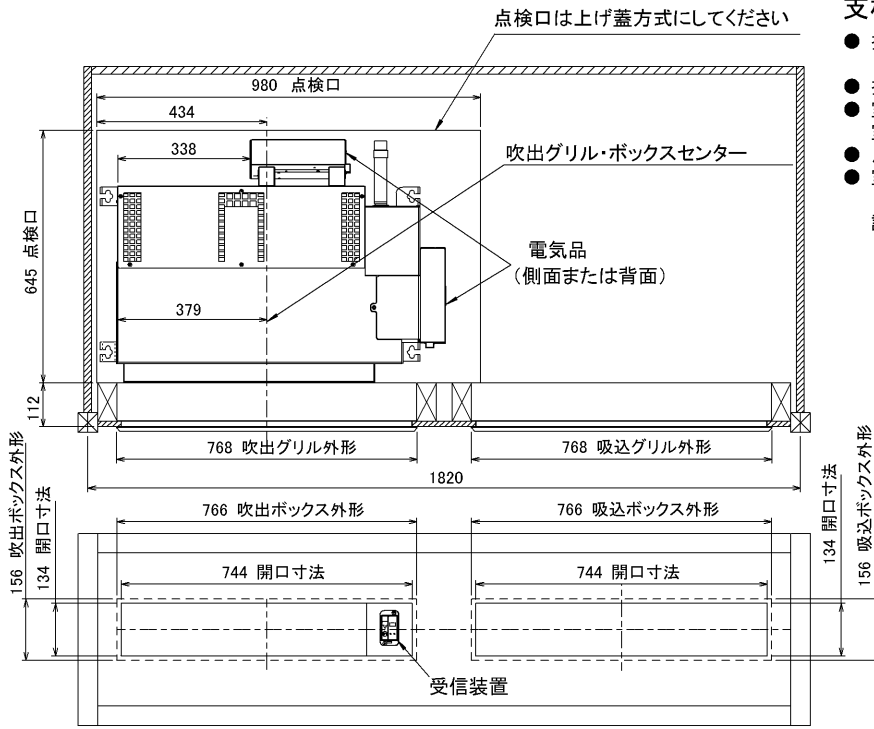 点検口は上げ蓋方式にしてください
980 点検口
434
338
吹出グリル・ボックスセンター
645 点検口
電気品
(側面または背面)
379
112
768 吹出グリル外形
768 吸込グリル外形
1820
156 吹出ボックス外形
134 開口寸法
766 吹出ボックス外形
766 吸込ボックス外形
134 開口寸法
156 吸込ボックス外形
744 開口寸法
744 開口寸法
受信装置